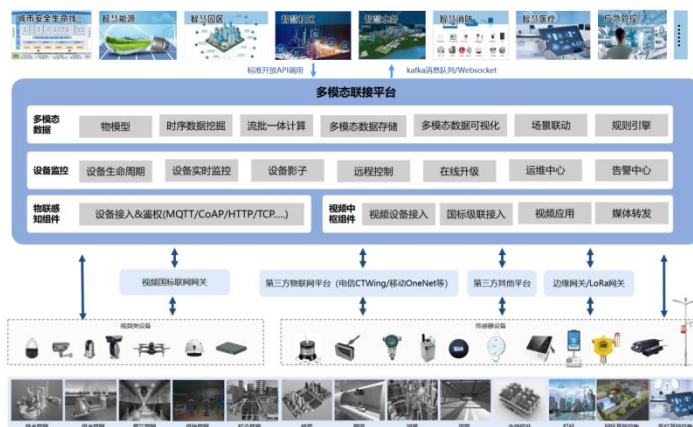 城市安全生命线 智慧能源 智慧园区 智慧社区 智慧水务 智慧消防 智慧医疗 应急管控
标准开放API调用 kafka消息队列/Websocket
多模态联接平台
多模态数据 物模型 时序数据挖掘 流批一体计算 多模态数据存储 多模态数据可视化 场景联动 规则引擎
设备监控 设备生命周期 设备实时监控 设备影子 远程控制 在线升级 运维中心 告警中心
物联感知组件 设备接入&鉴权(MQTT/CoAP/HTTP/TCP....) 视频中枢组件 视频设备接入 国标级联接入 视频应用 媒体转发
视频国标联网网关 第三方物联网平台（电信CTWing/移动OneNet等） 第三方其他平台 边缘网关/LoRa网关
视频类设备 传感器设备